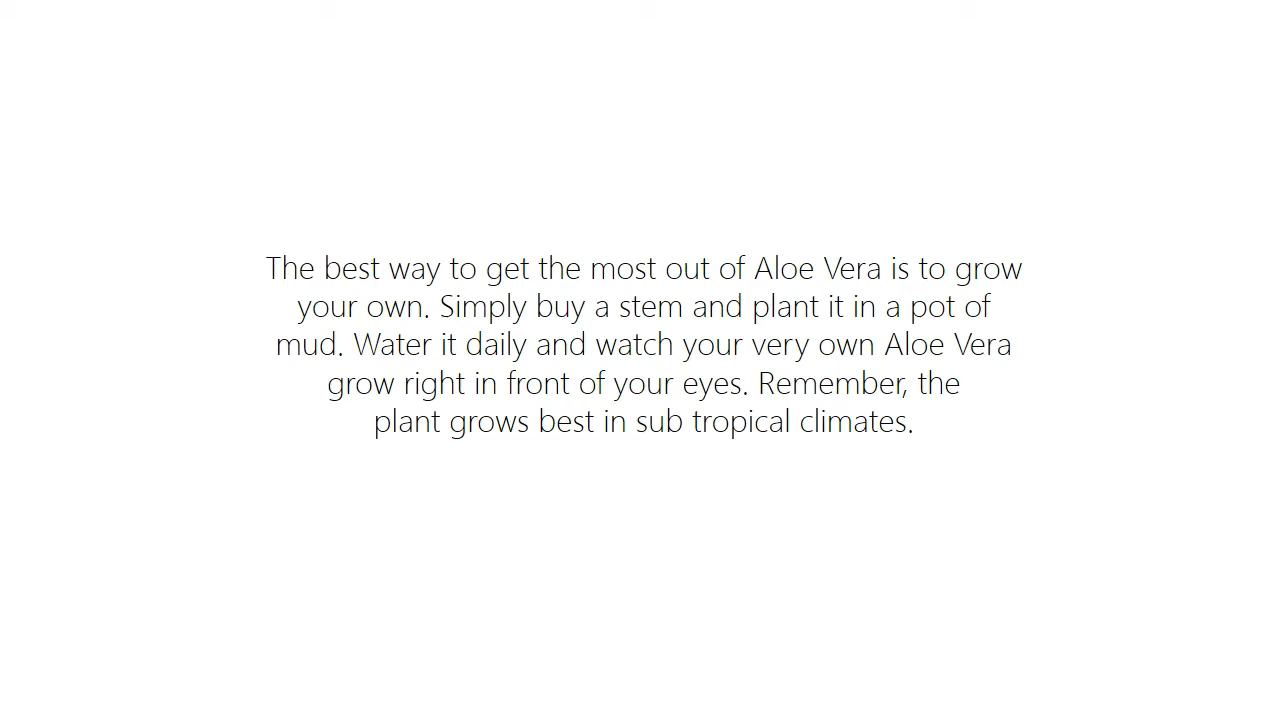 The best way to get the most out of Aloe Vera is to grow
your own. Simply buy a stem and plant it in a pot of
mud. Water it daily and watch your very own Aloe Vera
grow right in front of your eyes. Remember, the
plant grows best in sub tropical climates.